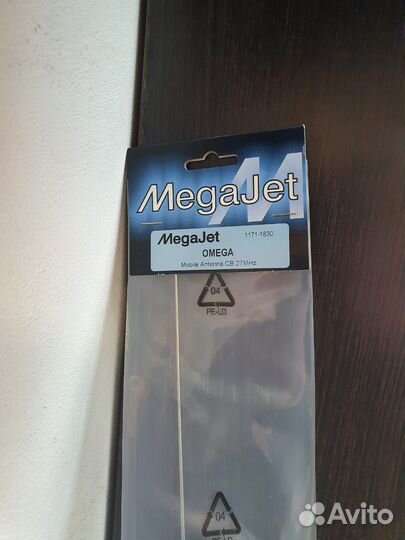 MegaJet
MegaJet 1171-1830
OMEGA
Mobile Antenna CB 27MHz
04
PE-LD
04
Avito